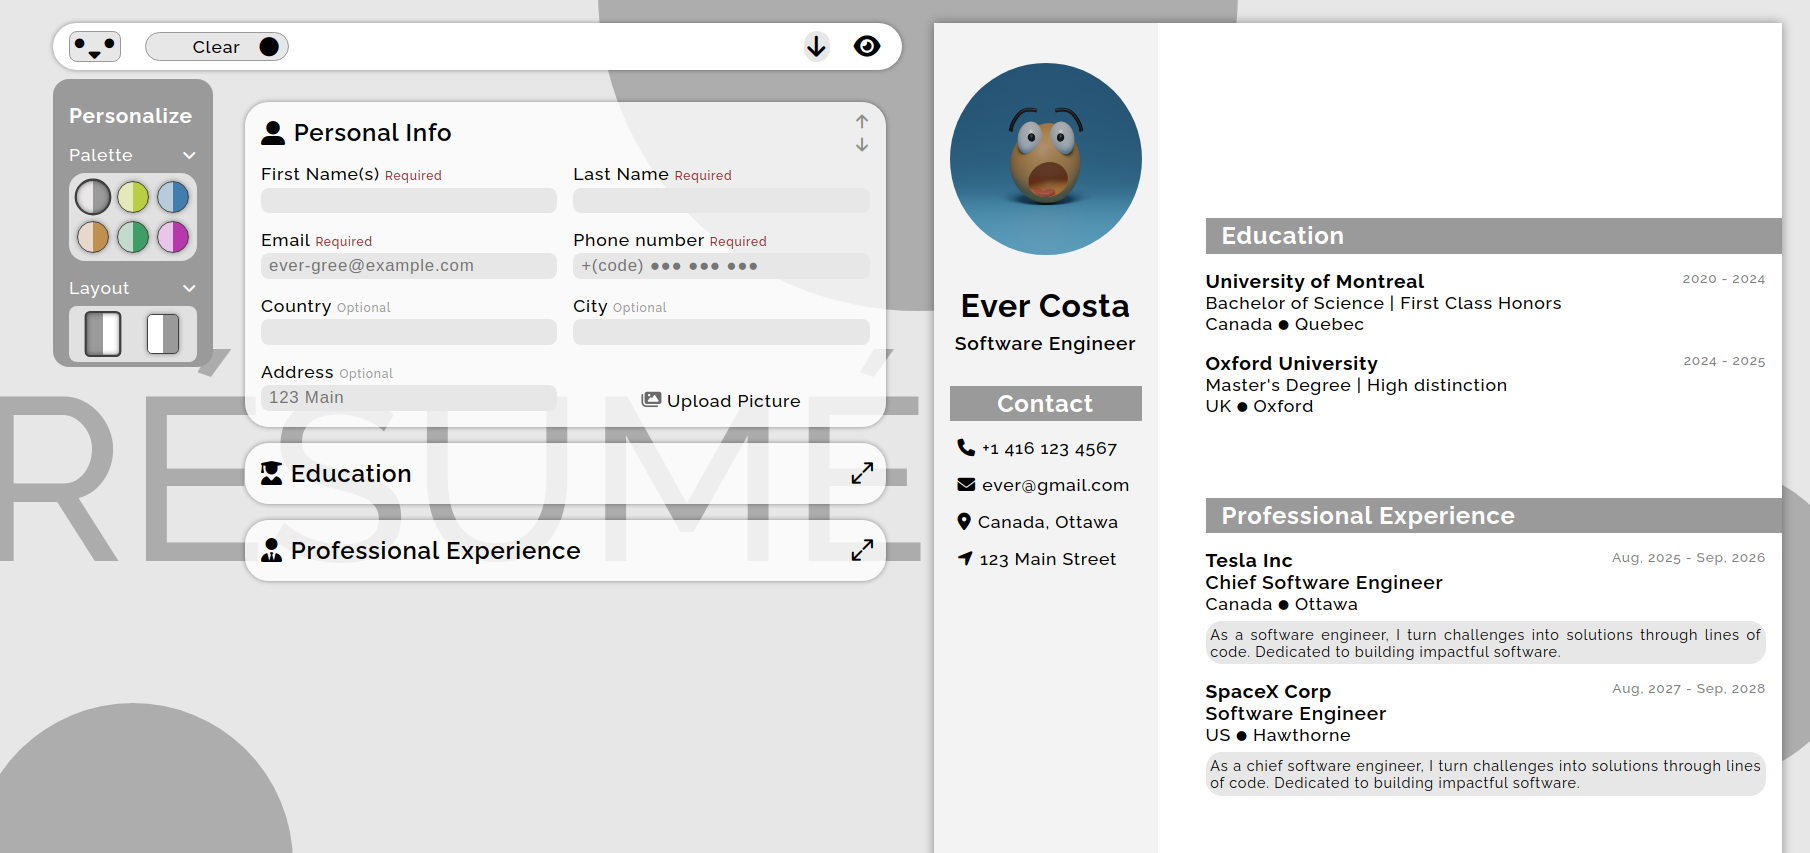 Clear
Personalize
Palette
Layout
Personal Info
First Name(s) Required
Last Name Required
Email Required
ever-gree@example.com
Phone number Required
+(code) ●●● ●●● ●●●
Country Optional
City Optional
Address Optional
123 Main
Upload Picture
Education
Professional Experience
RÉSUMÉ
Ever Costa
Software Engineer
Contact
+1 416 123 4567
ever@gmail.com
Canada, Ottawa
123 Main Street
Education
University of Montreal
2020 - 2024
Bachelor of Science | First Class Honors
Canada ● Quebec
Oxford University
2024 - 2025
Master's Degree | High distinction
UK ● Oxford
Professional Experience
Tesla Inc
Aug, 2025 - Sep, 2026
Chief Software Engineer
Canada ● Ottawa
As a software engineer, I turn challenges into solutions through lines of
code. Dedicated to building impactful software.
SpaceX Corp
Aug, 2027 - Sep, 2028
Software Engineer
US ● Hawthorne
As a chief software engineer, I turn challenges into solutions through lines
of code. Dedicated to building impactful software.